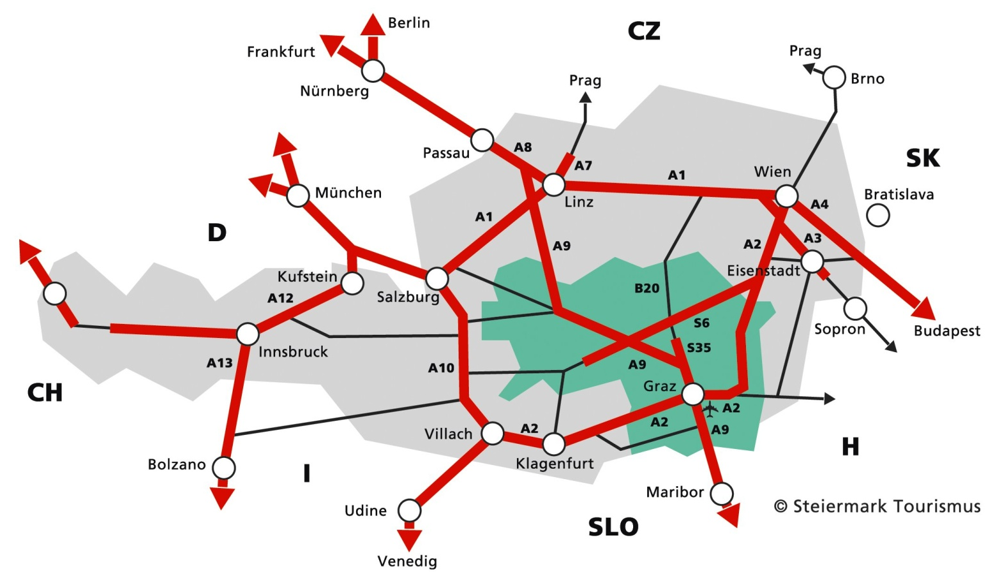 Berlin
CZ
Frankfurt
Prag
Brno
Prag
Nürnberg
A8
Passau
A7
SK
Wien
A1
München
Bratislava
Linz
A4
A1
D
A9
A2
A3
Kufstein
Eisenstadt
A12
B20
Salzburg
S6
Sopron
Budapest
S35
Innsbruck
A13
A10
A9
CH
Graz
A2
A2
A9
Villach
A2
H
Bolzano
I
Klagenfurt
Maribor
Udine
© Steiermark Tourismus
SLO
Venedig